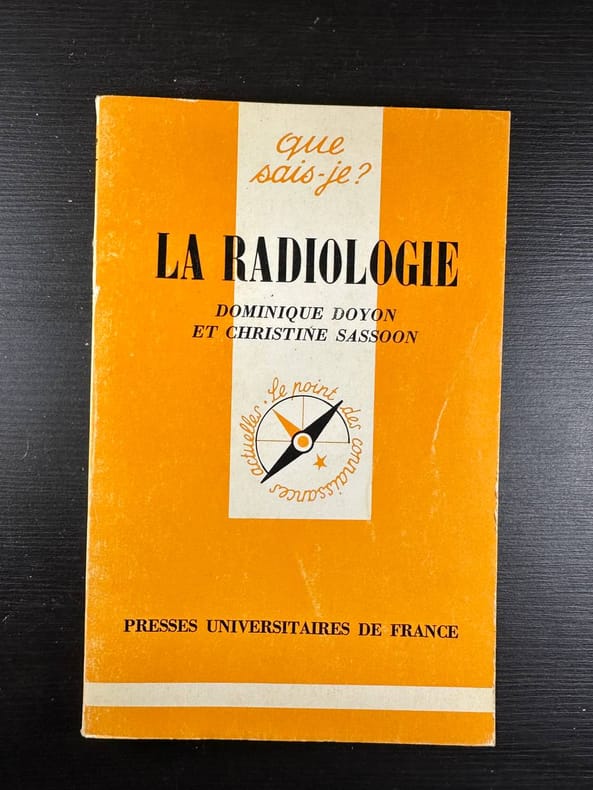 que
sais-je?
LA RADIOLOGIE
DOMINIQUE DOYON
ET CHRISTINE SASSOON
Le point des connaissances actuelles.
PRESSES UNIVERSITAIRES DE FRANCE